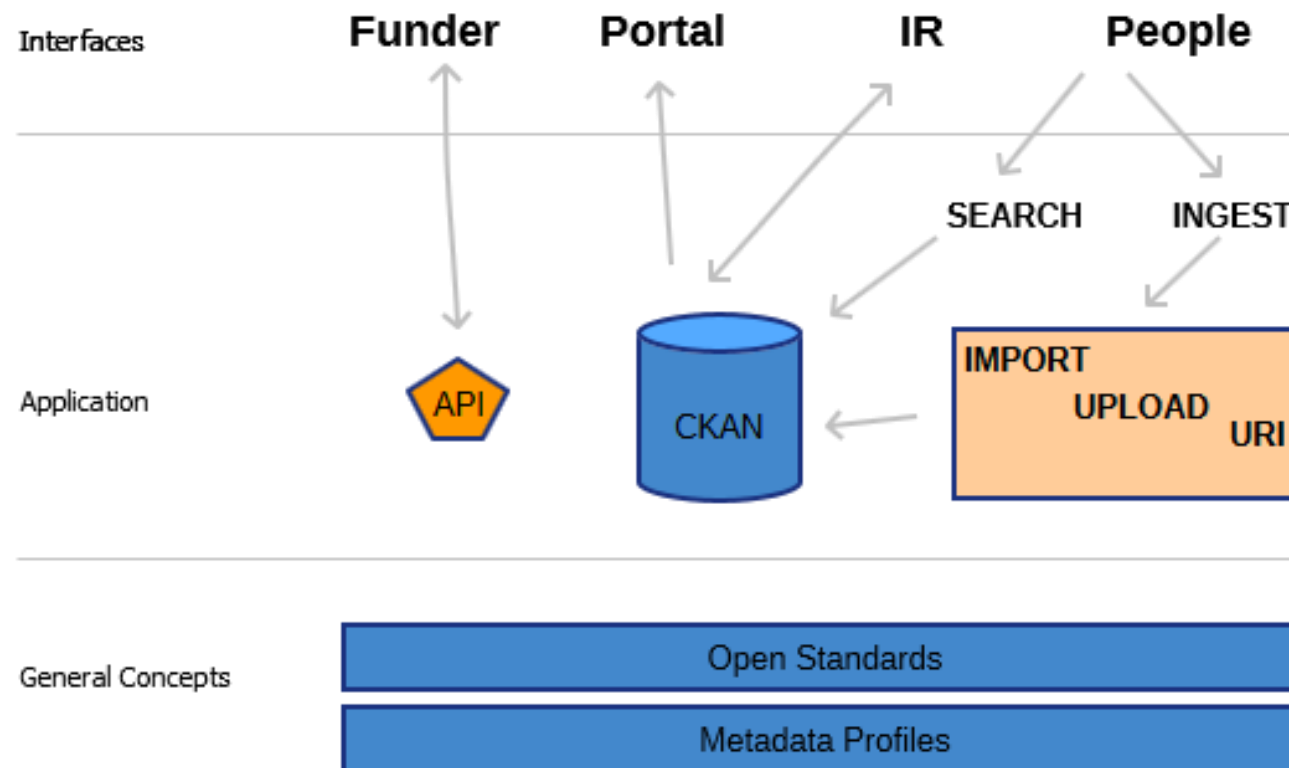 Interfaces
Funder
Portal
IR
People
SEARCH
INGEST
Application
API
CKAN
IMPORT
UPLOAD
URI
General Concepts
Open Standards
Metadata Profiles